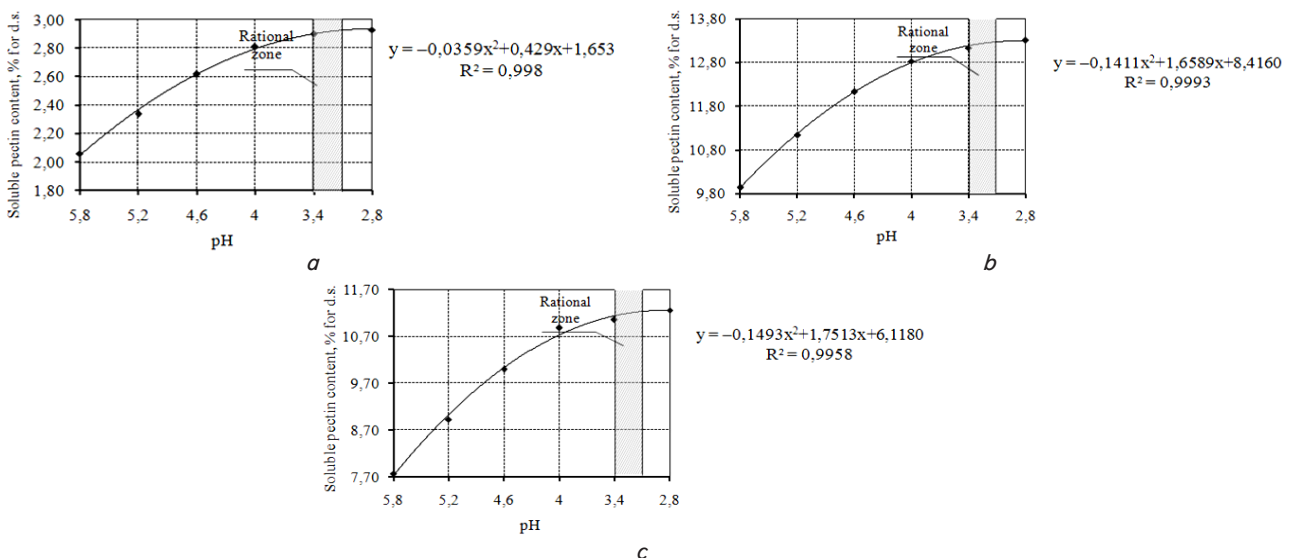 Soluble pectin content, % for d.s.
3,00
2,80
2,60
2,40
2,20
2,00
1,80
Rational
zone
5,8 5,2 4,6 4 3,4 2,8
pH
y = –0,0359x²+0,429x+1,653
R² = 0,998
a
Soluble pectin content, % for d.s.
13,80
12,80
11,80
10,80
9,80
Rational
zone
5,8 5,2 4,6 4 3,4 2,8
pH
y = –0,1411x²+1,6589x+8,4160
R² = 0,9993
b
Soluble pectin content, % for d.s.
11,70
10,70
9,70
8,70
7,70
Rational
zone
5,8 5,2 4,6 4 3,4 2,8
pH
y = –0,1493x²+1,7513x+6,1180
R² = 0,9958
c